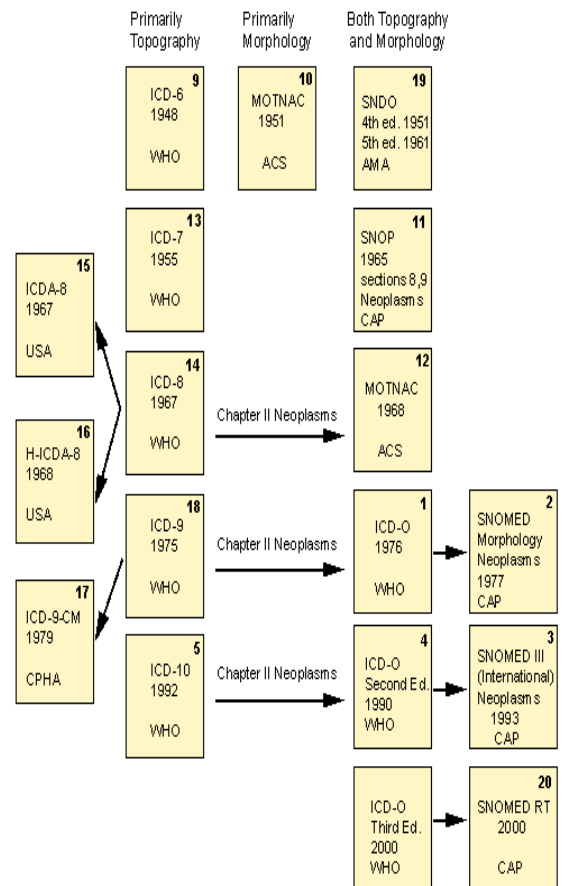 Primarily
Topography
Primarily
Morphology
Both Topography
and Morphology
9
ICD-6
1948
WHO
10
MOTNAC
1951
ACS
19
SNDO
4th ed. 1951
5th ed. 1961
AMA
13
ICD-7
1955
WHO
11
SNOP
1965
sections 8,9
Neoplasms
CAP
15
ICDA-8
1967
USA
14
ICD-8
1967
WHO
Chapter II Neoplasms
12
MOTNAC
1968
ACS
16
H-ICDA-8
1968
USA
18
ICD-9
1975
WHO
Chapter II Neoplasms
1
ICD-O
1976
WHO
2
SNOMED
Morphology
Neoplasms
1977
CAP
17
ICD-9-CM
1979
CPHA
5
ICD-10
1992
WHO
Chapter II Neoplasms
4
ICD-O
Second Ed.
1990
WHO
3
SNOMED III
(International)
Neoplasms
1993
CAP
ICD-O
Third Ed.
2000
WHO
20
SNOMED RT
2000
CAP